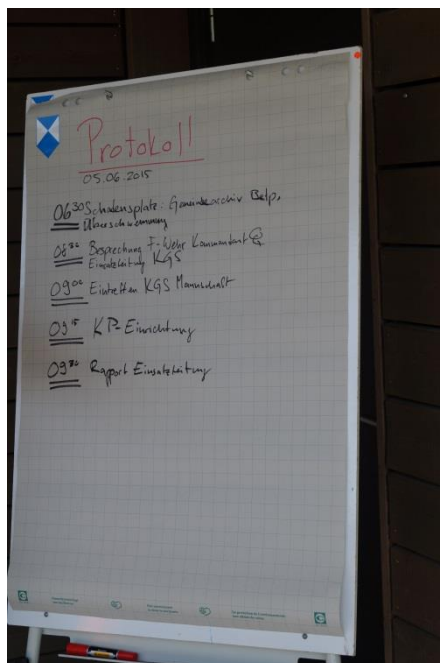 Protokoll
05.06.2015
06³⁰ Schadensplatz: Gemeindearchiv Belp,
Überschwemmung
08³⁰ Besprechung F-Wehr Kommandant &
Einsatzleitung KGS
09⁰⁰ Eintreffen KGS Mannschaft
09¹⁵ KP-Einrichtung
09³⁰ Rapport Einsatzleitung